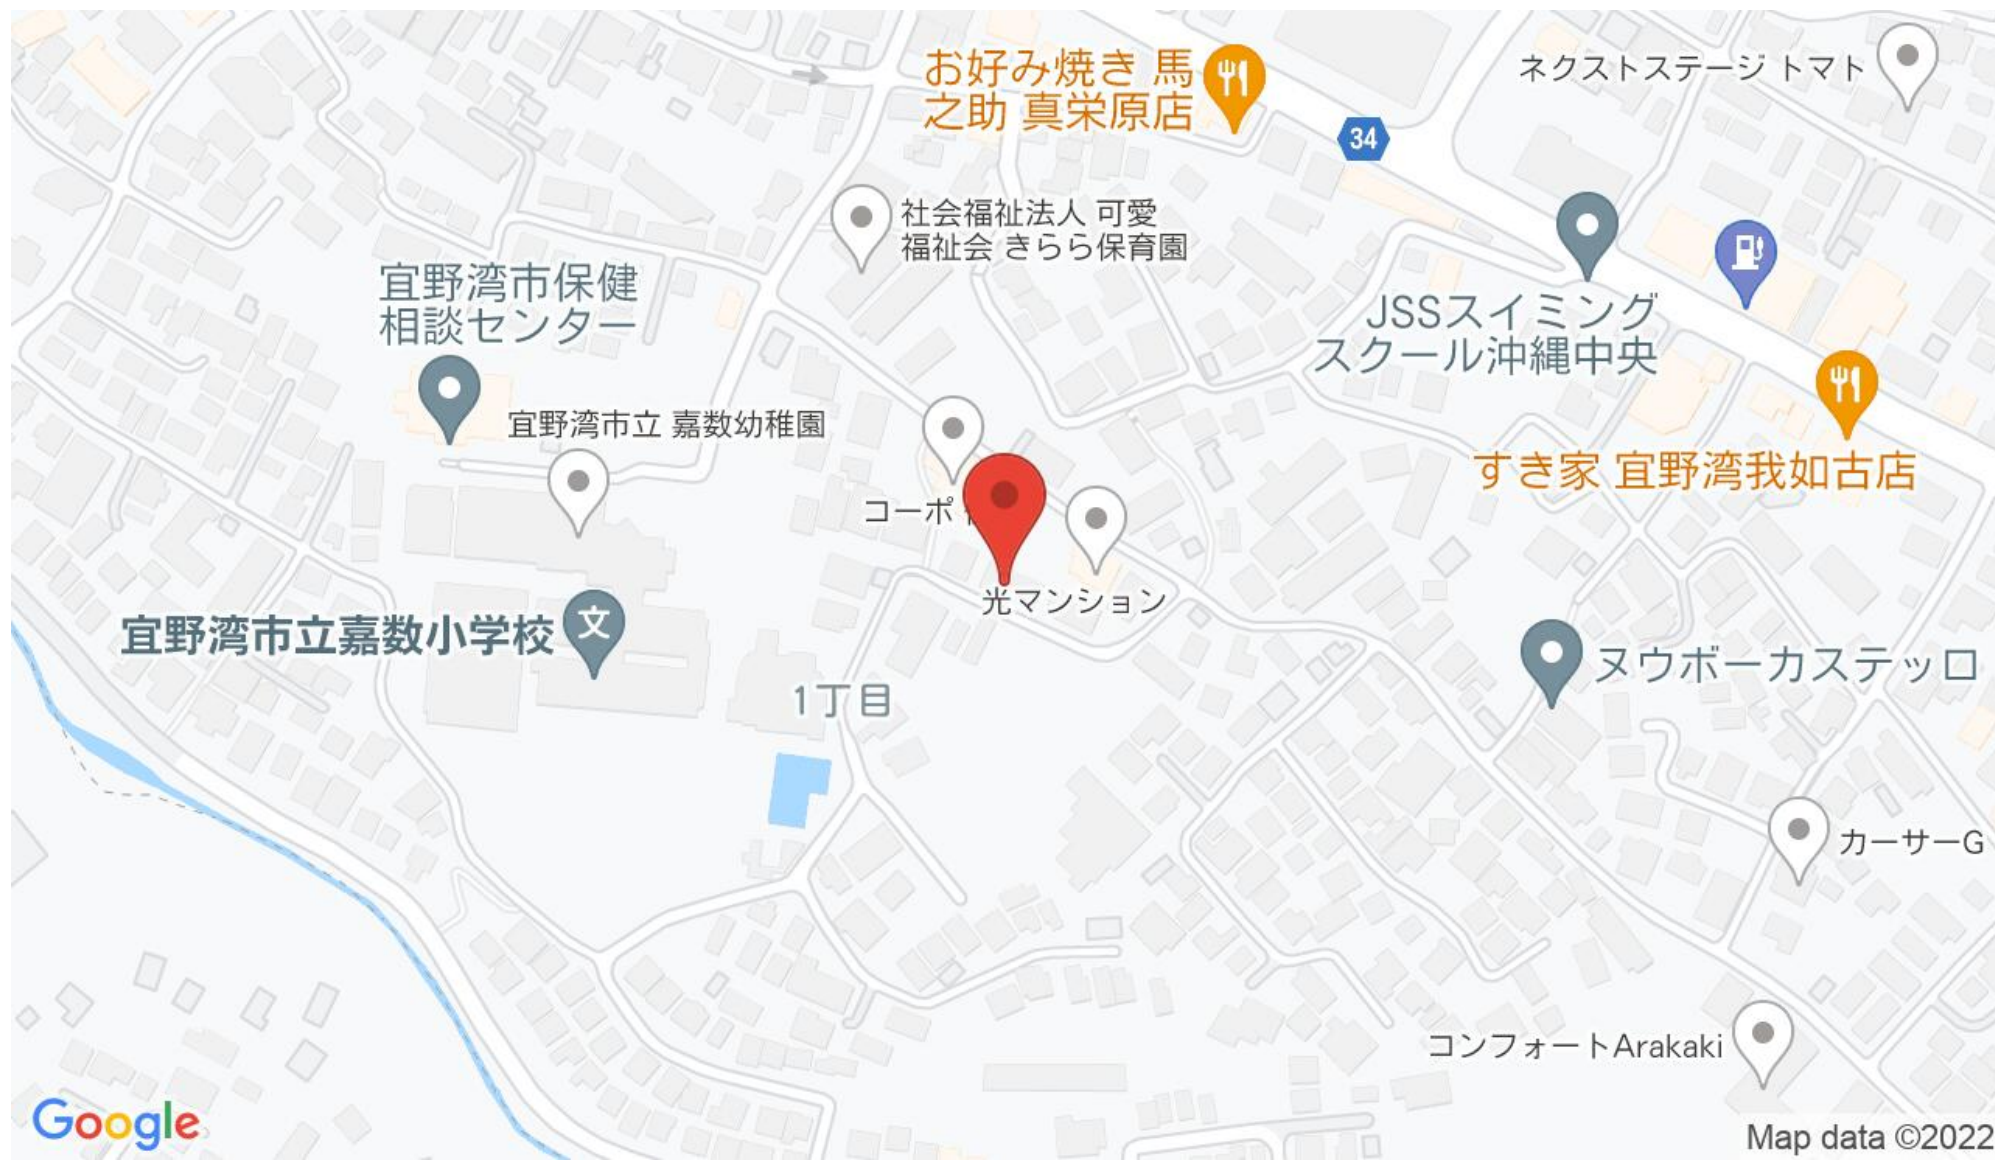 お好み焼き 馬
之助 真栄原店
ネクストステージ トマト
34
社会福祉法人 可愛
福祉会 きらら保育園
宜野湾市保健
相談センター
JSSスイミング
スクール沖縄中央
宜野湾市立 嘉数幼稚園
すき家 宜野湾我如古店
コーポ
光マンション
宜野湾市立嘉数小学校
文
ヌウボーカステッロ
1丁目
カーサーG
コンフォートArakaki
Google
Map data ©2022